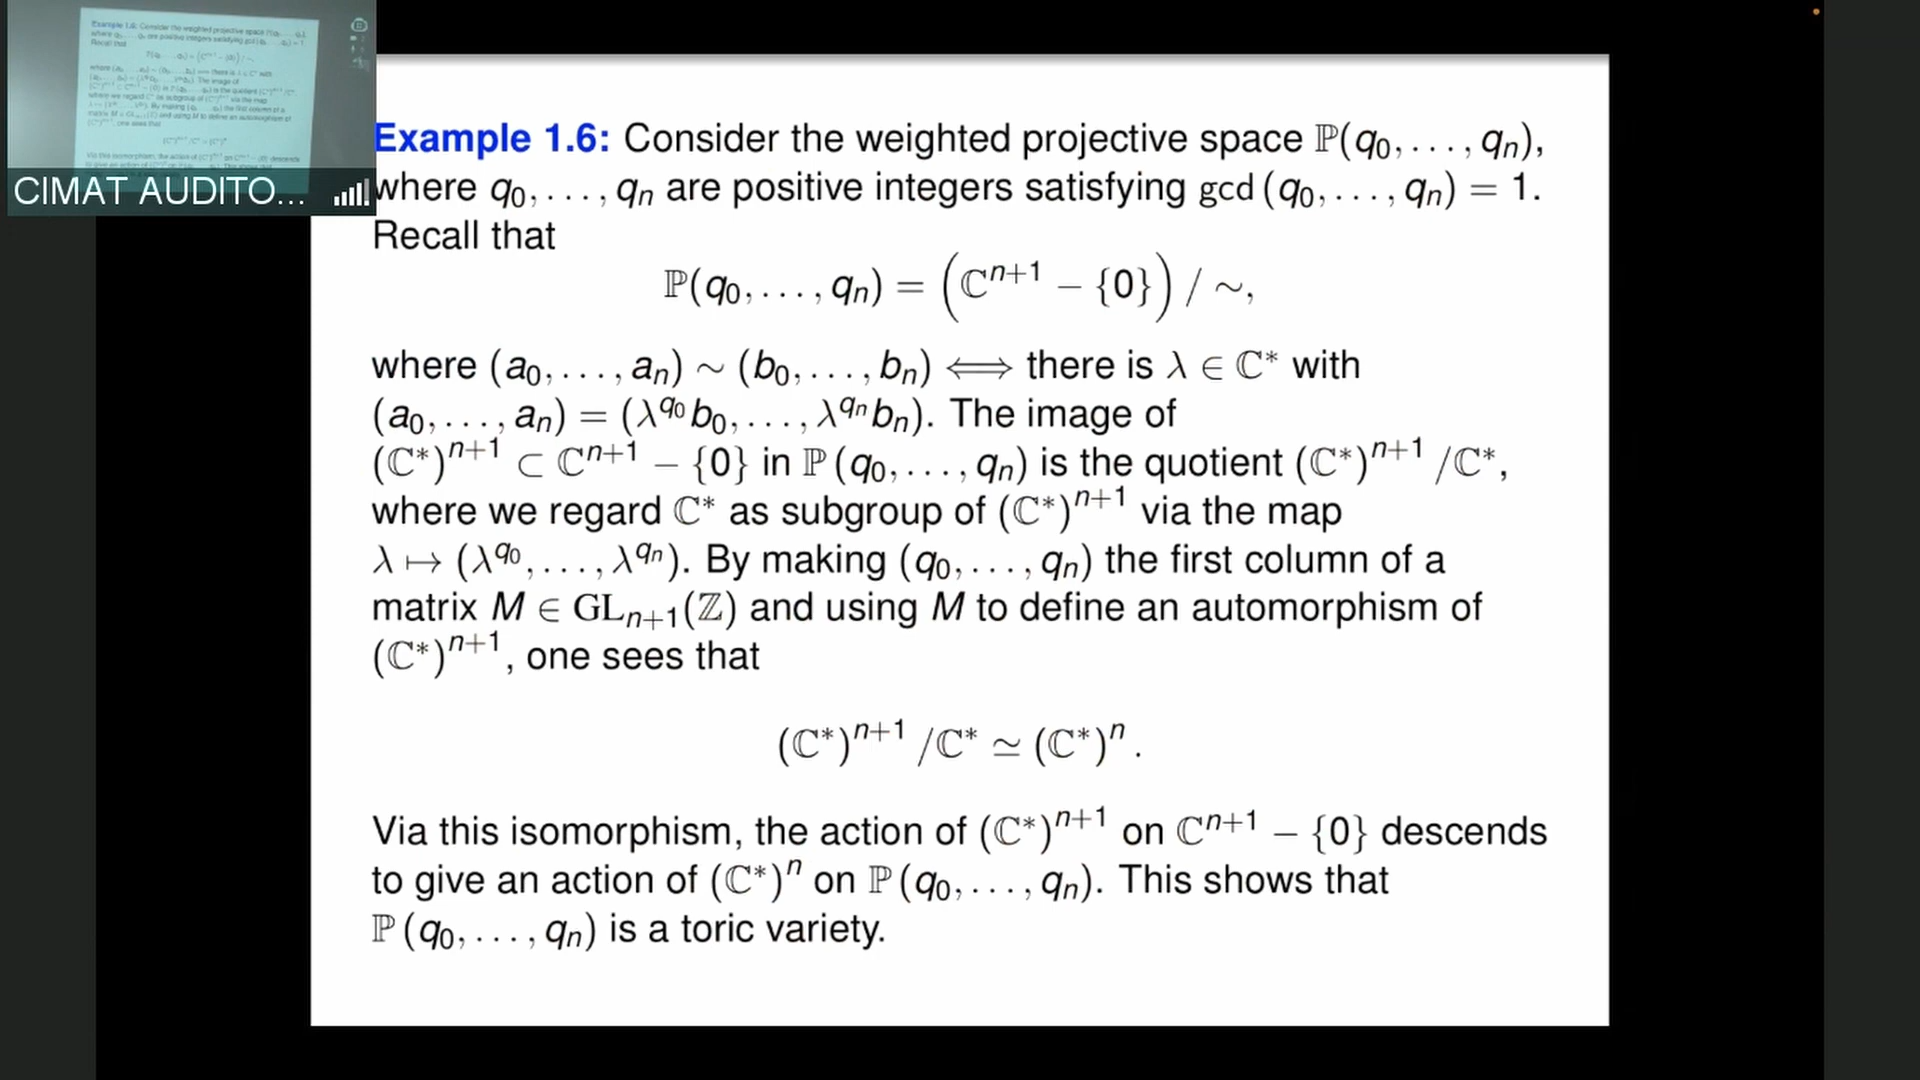 CIMAT AUDITO...
Example 1.6: Consider the weighted projective space ℙ(q₀, . . . , qₙ),
where q₀, . . . , qₙ are positive integers satisfying gcd (q₀, . . . , qₙ) = 1.
Recall that
ℙ(q₀, . . . , qₙ) = (ℂⁿ⁺¹ − {0}) / ∼,
where (a₀, . . . , aₙ) ∼ (b₀, . . . , bₙ) ⟺ there is λ ∈ ℂ* with
(a₀, . . . , aₙ) = (λ^{q₀}b₀, . . . , λ^{qₙ}bₙ). The image of
(ℂ*)ⁿ⁺¹ ⊂ ℂⁿ⁺¹ − {0} in ℙ (q₀, . . . , qₙ) is the quotient (ℂ*)ⁿ⁺¹ /ℂ*,
where we regard ℂ* as subgroup of (ℂ*)ⁿ⁺¹ via the map
λ ↦ (λ^{q₀}, . . . , λ^{qₙ}). By making (q₀, . . . , qₙ) the first column of a
matrix M ∈ GLₙ₊₁(ℤ) and using M to define an automorphism of
(ℂ*)ⁿ⁺¹, one sees that
(ℂ*)ⁿ⁺¹ /ℂ* ≃ (ℂ*)ⁿ .
Via this isomorphism, the action of (ℂ*)ⁿ⁺¹ on ℂⁿ⁺¹ − {0} descends
to give an action of (ℂ*)ⁿ on ℙ (q₀, . . . , qₙ). This shows that
ℙ (q₀, . . . , qₙ) is a toric variety.